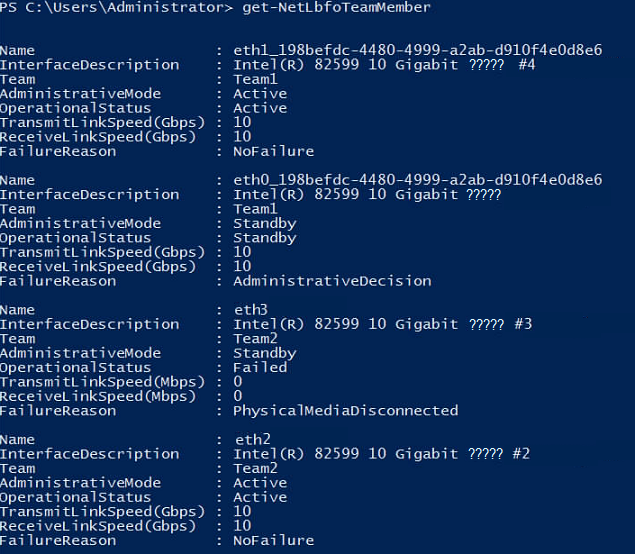 PS C:\Users\Administrator> get-NetLbfoTeamMember
Name : eth1_198befdc-4480-4999-a2ab-d910f4e0d8e6
InterfaceDescription : Intel(R) 82599 10 Gigabit ????? #4
Team : Team1
AdministrativeMode : Active
OperationalStatus : Active
TransmitLinkSpeed(Gbps) : 10
ReceiveLinkSpeed(Gbps) : 10
FailureReason : NoFailure
Name : eth0_198befdc-4480-4999-a2ab-d910f4e0d8e6
InterfaceDescription : Intel(R) 82599 10 Gigabit ?????
Team : Team1
AdministrativeMode : Standby
OperationalStatus : Standby
TransmitLinkSpeed(Gbps) : 10
ReceiveLinkSpeed(Gbps) : 10
FailureReason : AdministrativeDecision
Name : eth3
InterfaceDescription : Intel(R) 82599 10 Gigabit ????? #3
Team : Team2
AdministrativeMode : Standby
OperationalStatus : Failed
TransmitLinkSpeed(Mbps) : 0
ReceiveLinkSpeed(Mbps) : 0
FailureReason : PhysicalMediaDisconnected
Name : eth2
InterfaceDescription : Intel(R) 82599 10 Gigabit ????? #2
Team : Team2
AdministrativeMode : Active
OperationalStatus : Active
TransmitLinkSpeed(Gbps) : 10
ReceiveLinkSpeed(Gbps) : 10
FailureReason : NoFailure